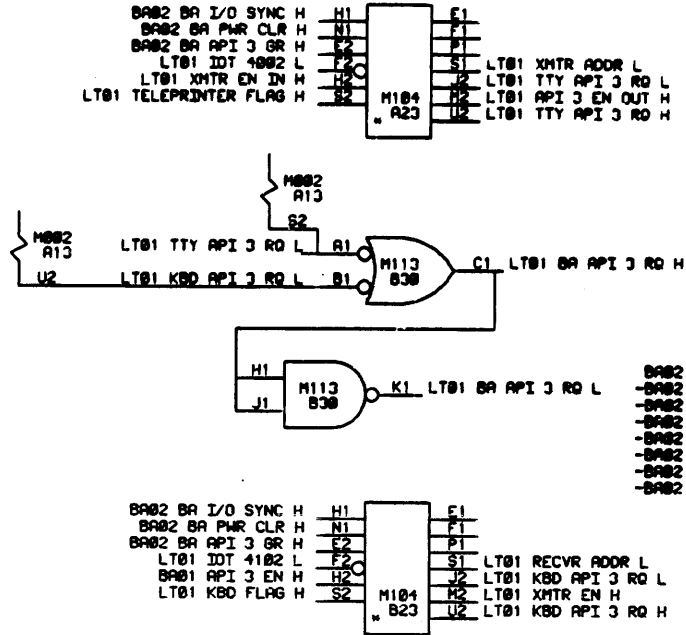 BA02 BA I/O SYNC H H1 E1
BA02 BA PWR CLR H N1 F1
BA02 BA API 3 GR H E2 P1
LT01 IOT 4002 L F2 S1 LT01 XMTR ADDR L
LT01 XMTR EN IN H H2 J2 LT01 TTY API 3 RQ L
LT01 TELEPRINTER FLAG H S2 M104 M2 LT01 API 3 EN OUT H
* A23 U2 LT01 TTY API 3 RQ H
M002
A13
S2
M002
A13
LT01 TTY API 3 RQ L A1
U2 LT01 KBD API 3 RQ L B1
M113
B30
C1 LT01 BA API 3 RQ H
H1
J1
M113
B30
K1 LT01 BA API 3 RQ L
BA02
-BA02
-BA02
-BA02
-BA02
-BA02
-BA02
-BA02
BA02 BA I/O SYNC H H1 E1
BA02 BA PWR CLR H N1 F1
BA02 BA API 3 GR H E2 P1
LT01 IOT 4102 L F2 S1 LT01 RECVR ADDR L
BA01 API 3 EN H H2 J2 LT01 KBD API 3 RQ L
LT01 KBD FLAG H S2 M104 M2 LT01 XMTR EN H
* B23 U2 LT01 KBD API 3 RQ H